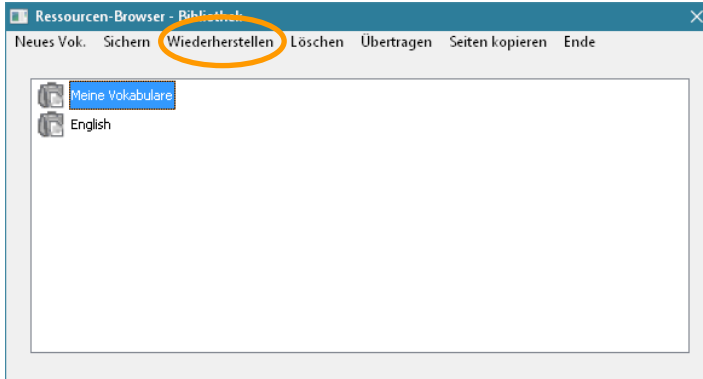 Ressourcen-Browser - Bibliothek
Neues Vok. Sichern Wiederherstellen Löschen Übertragen Seiten kopieren Ende
Meine Vokabulare
English